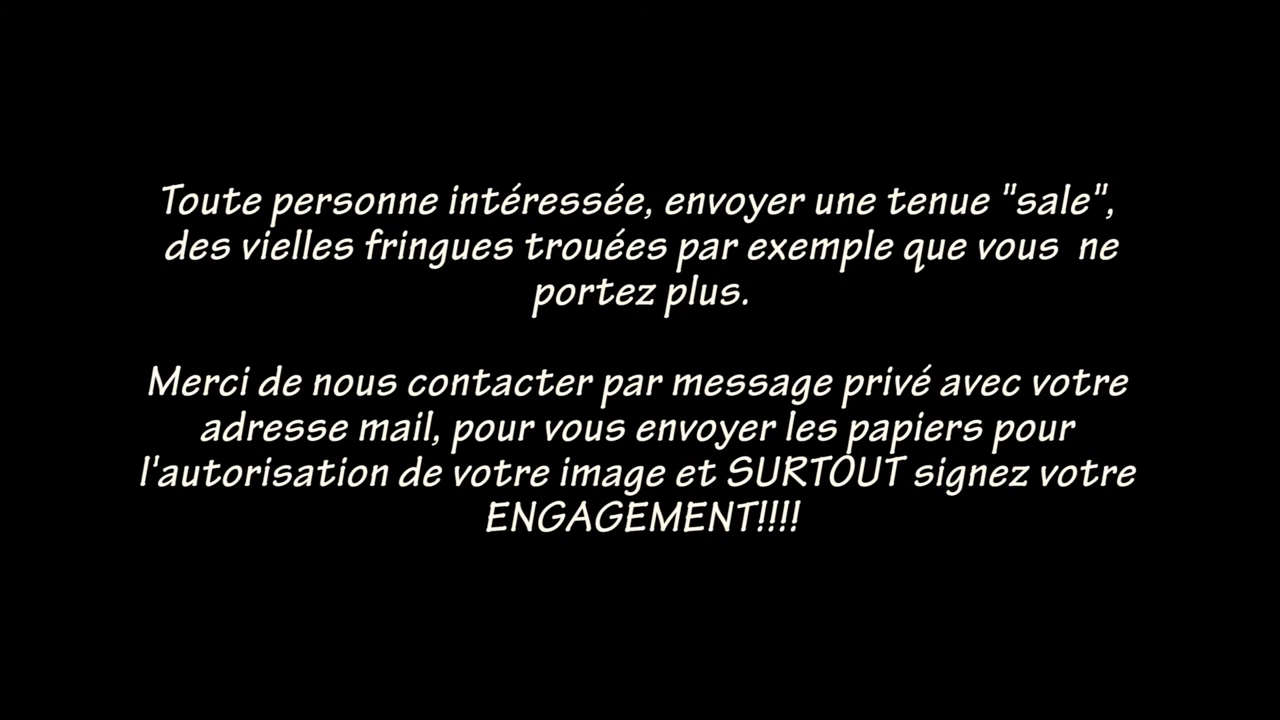 Toute personne intéressée, envoyer une tenue "sale",
des vielles fringues trouées par exemple que vous  ne
portez plus.
Merci de nous contacter par message privé avec votre
adresse mail, pour vous envoyer les papiers pour
l'autorisation de votre image et SURTOUT signez votre
ENGAGEMENT!!!!